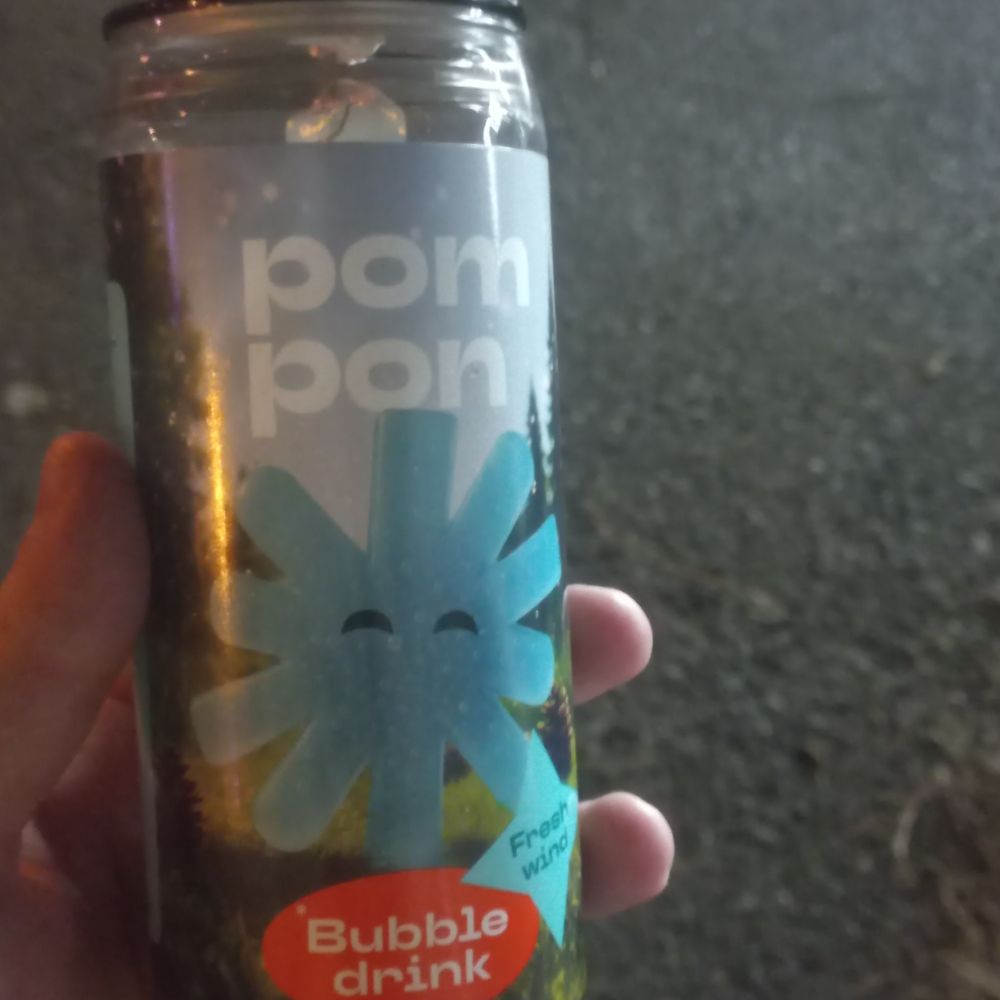 pom
pon
Fresh
wind
*Bubble
drink